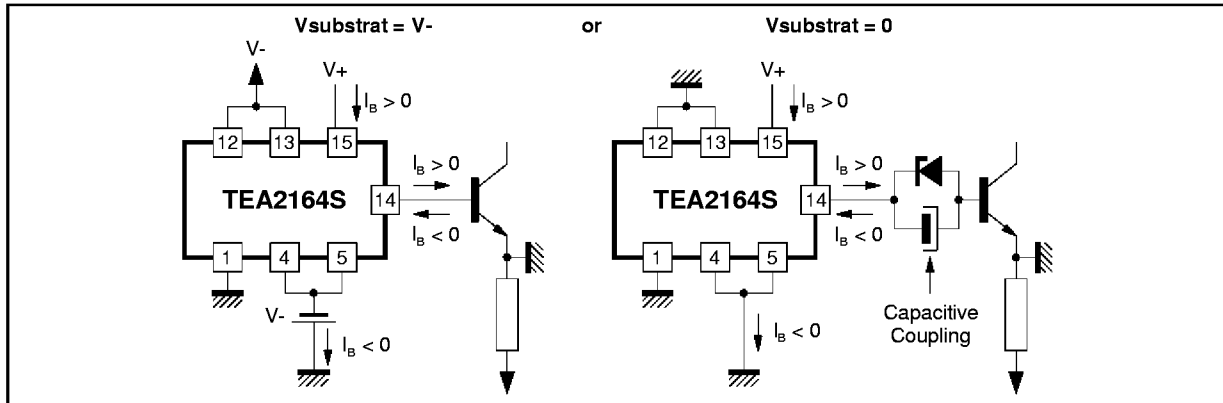 Vsubstrat = V- or Vsubstrat = 0
V-
V+
I_B > 0
12 13 15
I_B > 0
TEA2164S
14
I_B < 0
1 4 5
V-
I_B < 0
V+
I_B > 0
12 13 15
I_B > 0
TEA2164S
14
I_B < 0
1 4 5
I_B < 0
Capacitive
Coupling